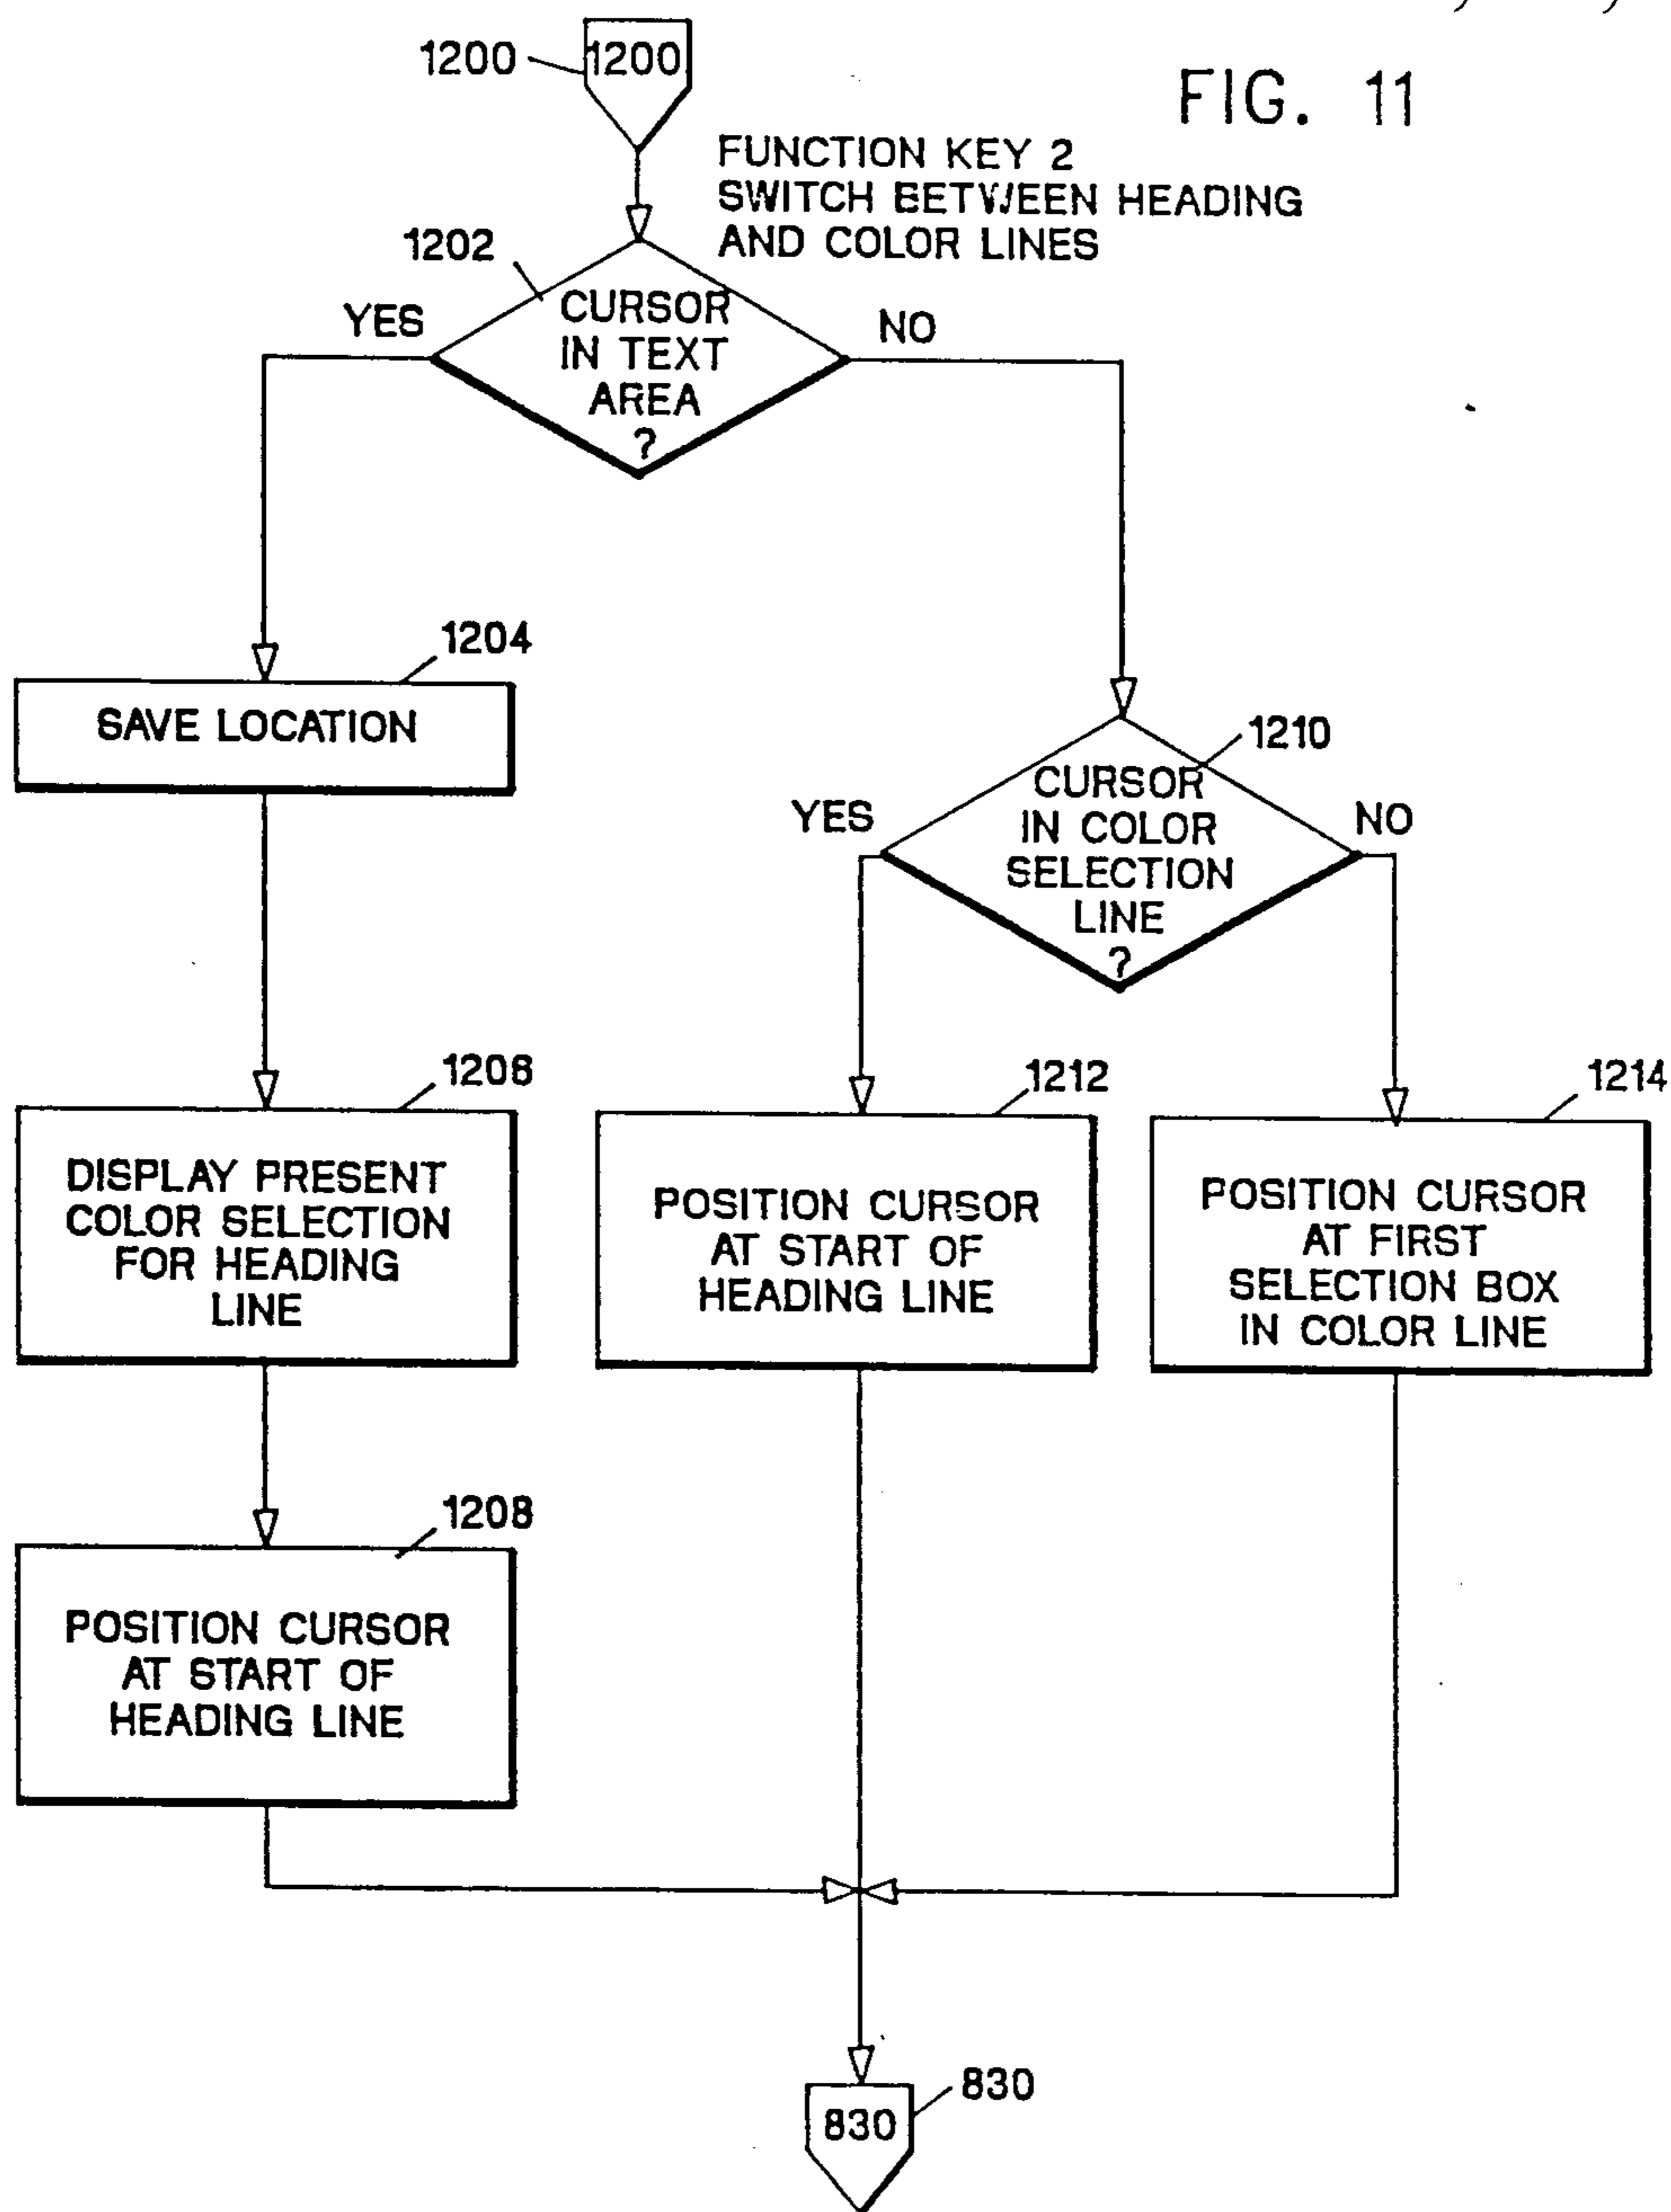 FIG. 11
1200
1200
FUNCTION KEY 2
SWITCH BETWEEN HEADING
AND COLOR LINES
1202
CURSOR
IN TEXT
AREA
?
YES
NO
1204
SAVE LOCATION
1206
DISPLAY PRESENT
COLOR SELECTION
FOR HEADING
LINE
1208
POSITION CURSOR
AT START OF
HEADING LINE
1210
CURSOR
IN COLOR
SELECTION
LINE
?
YES
NO
1212
POSITION CURSOR
AT START OF
HEADING LINE
1214
POSITION CURSOR
AT FIRST
SELECTION BOX
IN COLOR LINE
830
830